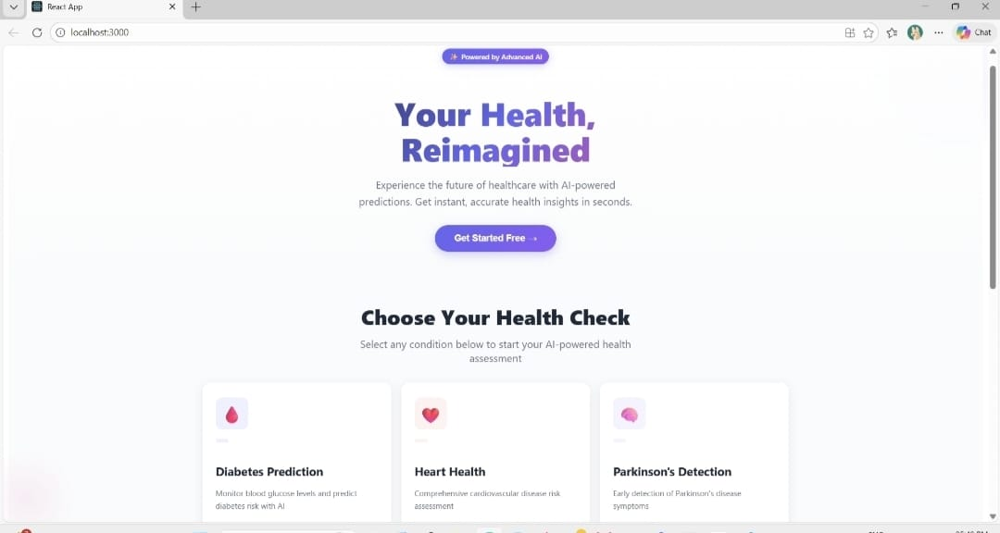 React App
localhost:3000
Chat
✨ Powered by Advanced AI
Your Health,
Reimagined
Experience the future of healthcare with AI-powered
predictions. Get instant, accurate health insights in seconds.
Get Started Free →
Choose Your Health Check
Select any condition below to start your AI-powered health
assessment
Diabetes Prediction
Monitor blood glucose levels and predict
diabetes risk with AI
Heart Health
Comprehensive cardiovascular disease risk
assessment
Parkinson's Detection
Early detection of Parkinson's disease
symptoms